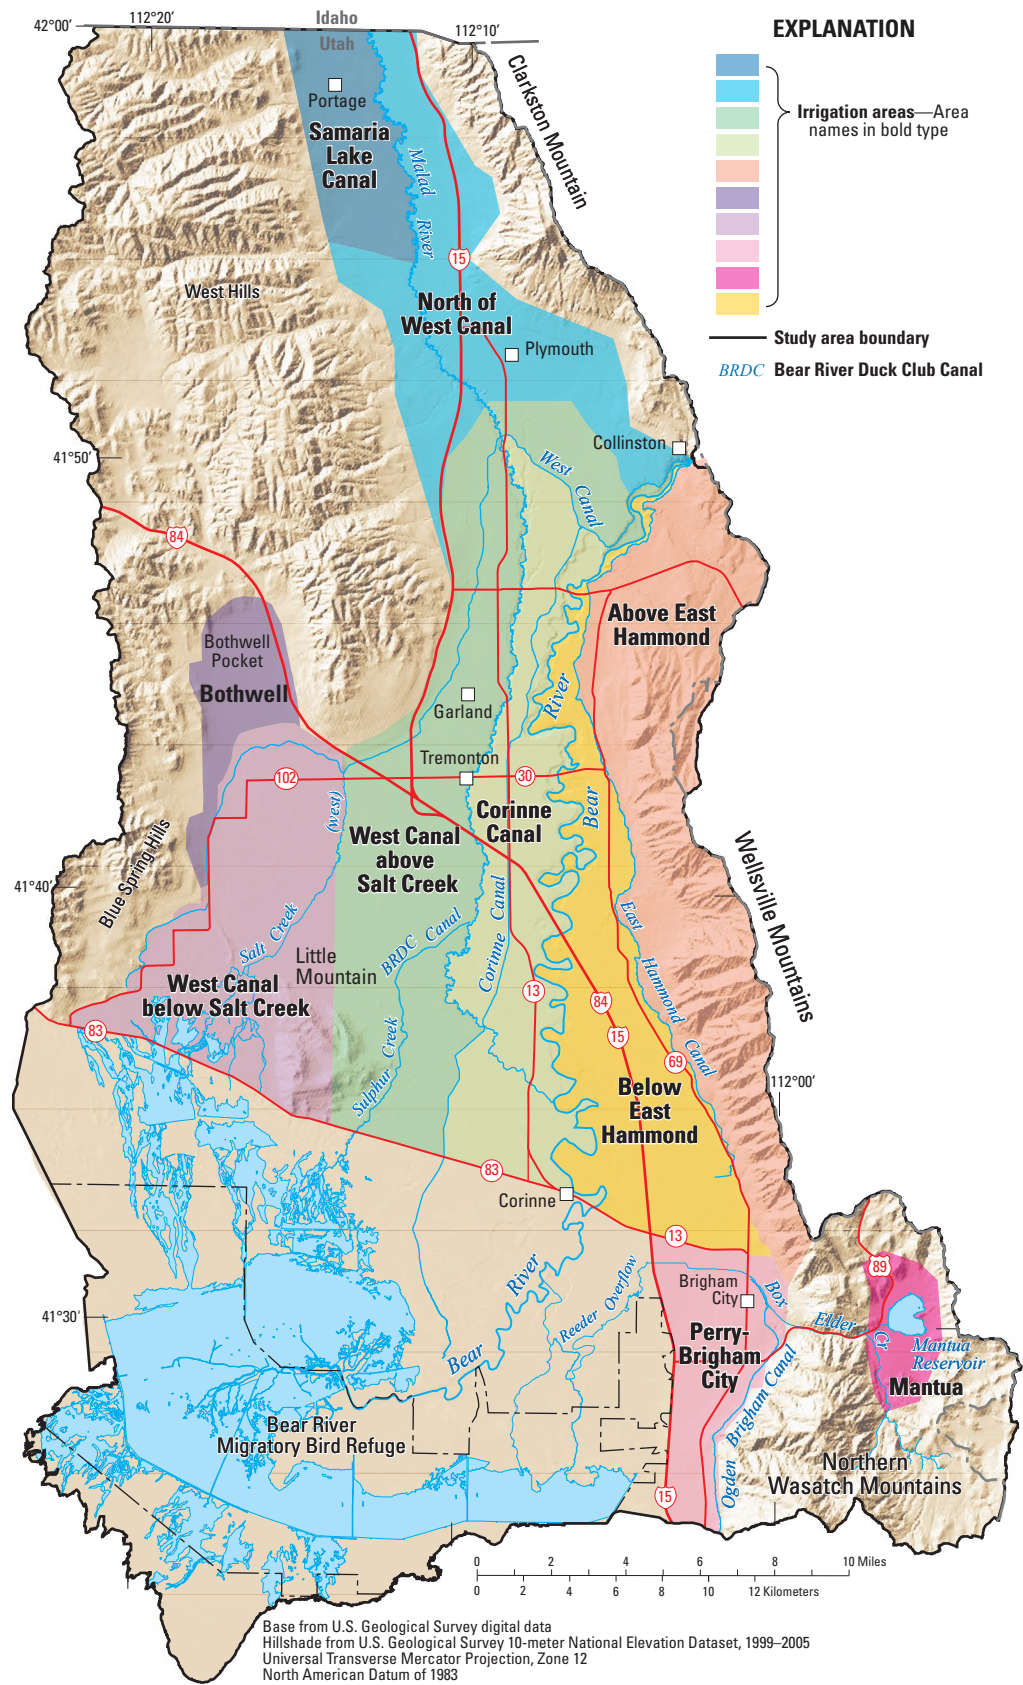 42°00′
112°20′
Idaho
Utah
112°10′
EXPLANATION
Irrigation areas—Area
names in bold type
Study area boundary
BRDC Bear River Duck Club Canal
Portage
Samaria
Lake
Canal
Malad
River
Clarkston Mountain
15
West Hills
North of
West Canal
Plymouth
Collinston
41°50′
West
Canal
84
Above East
Hammond
Bothwell
Pocket
Bothwell
River
Garland
Tremonton
102
30
(west)
Bear
Corinne
Canal
West Canal
above
Salt Creek
Blue Spring Hills
Wellsville Mountains
41°40′
Corinne Canal
East
Hammond
Canal
Salt Creek
BRDC Canal
Little
Mountain
West Canal
below Salt Creek
13
84
83
15
Sulphur Creek
69
112°00′
Below
East
Hammond
83
Corinne
13
89
River
Reeder Overflow
Brigham
City
Box
Elder
Cr
41°30′
Perry-
Brigham
City
Mantua
Reservoir
Mantua
Bear
Ogden Brigham Canal
Bear River
Migratory Bird Refuge
Northern
Wasatch Mountains
15
0 2 4 6 8 10 Miles
0 2 4 6 8 10 12 Kilometers
Base from U.S. Geological Survey digital data
Hillshade from U.S. Geological Survey 10-meter National Elevation Dataset, 1999–2005
Universal Transverse Mercator Projection, Zone 12
North American Datum of 1983